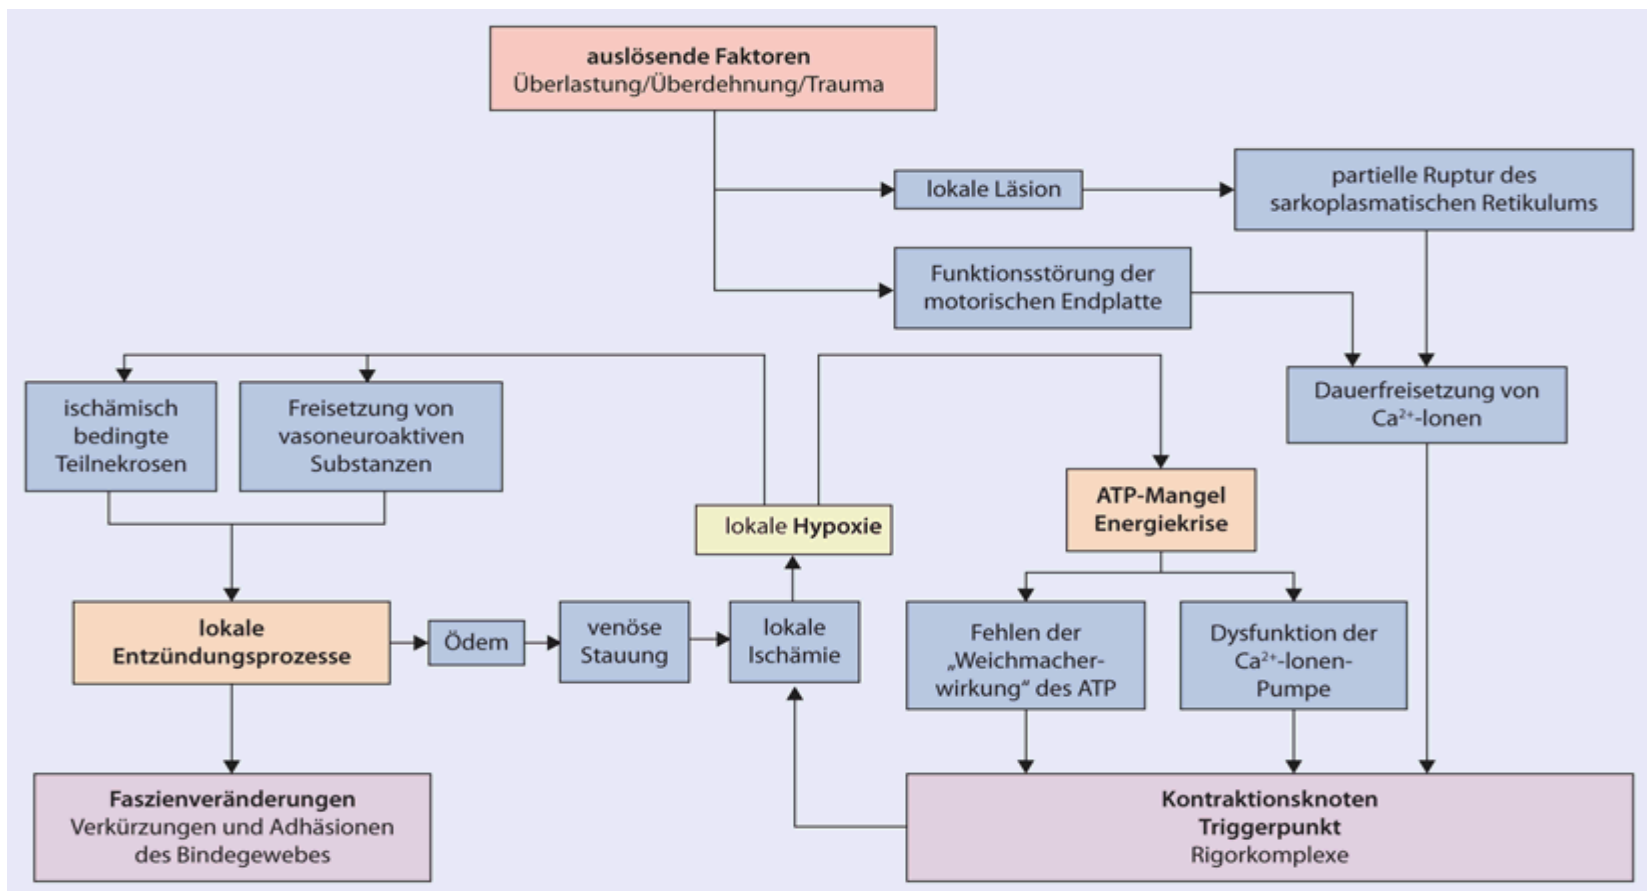 auslösende Faktoren
Überlastung/Überdehnung/Trauma
lokale Läsion
partielle Ruptur des
sarkoplasmatischen Retikulums
Funktionsstörung der
motorischen Endplatte
Dauerfreisetzung von
Ca²⁺-Ionen
ischämisch
bedingte
Teilnekrosen
Freisetzung von
vasoneuroaktiven
Substanzen
ATP-Mangel
Energiekrise
lokale Hypoxie
lokale
Entzündungsprozesse
Ödem
venöse
Stauung
lokale
Ischämie
Fehlen der
„Weichmacher-
wirkung“ des ATP
Dysfunktion der
Ca²⁺-Ionen-
Pumpe
Faszienveränderungen
Verkürzungen und Adhäsionen
des Bindegewebes
Kontraktionsknoten
Triggerpunkt
Rigorkomplexe